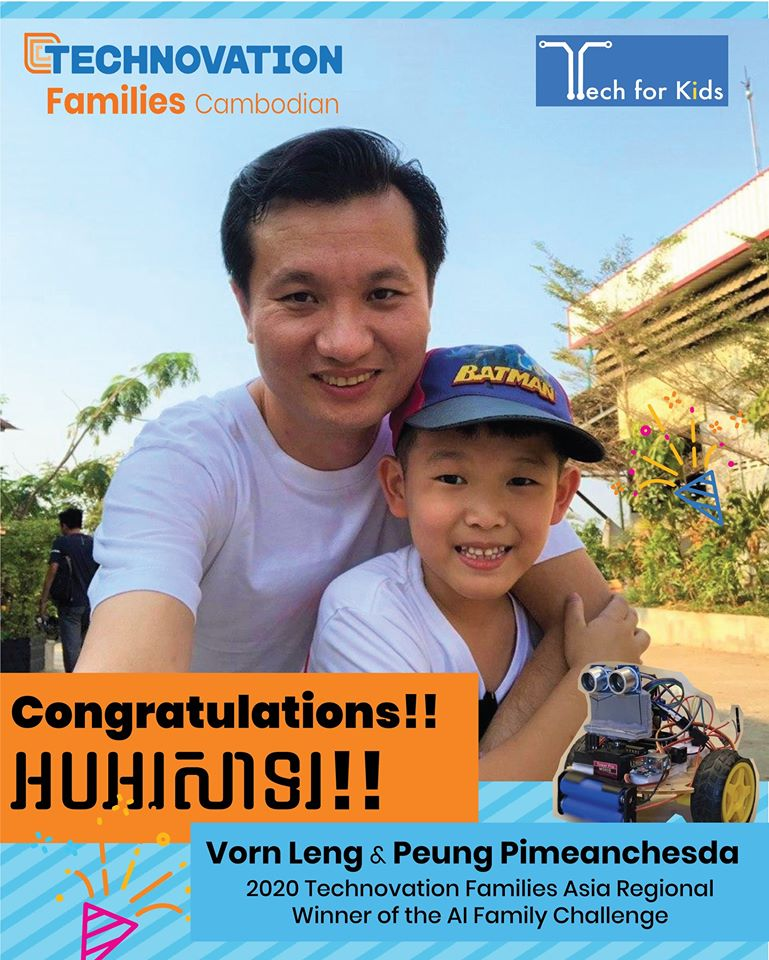 TECHNOVATION
Families Cambodian
Tech for Kids
BATMAN
Congratulations!!
អបអរសាទរ!!
Vorn Leng & Peung Pimeanchesda
2020 Technovation Families Asia Regional
Winner of the AI Family Challenge